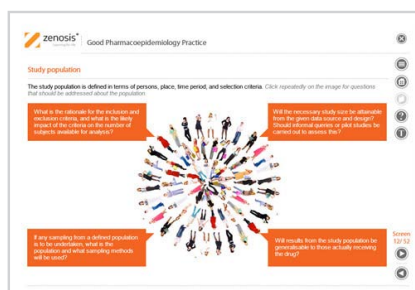 zenosis
Good Pharmacoepidemiology Practice
Study population
The study population is defined in terms of persons, place, time period, and selection criteria. Click repeatedly on the image for questions
that should be addressed about the population.
What is the rationale for the inclusion and
exclusion criteria, and what is the likely
impact of the criteria on the number of
subjects available for analysis?
Will the necessary study size be attainable
from the given data source and design?
Should informal queries or pilot studies be
carried out to assess this?
If any sampling from a defined population
is to be undertaken, what is the
population and what sampling methods
will be used?
Will results from the study population be
generalisable to those actually receiving
the drug?
Screen
12/ 52